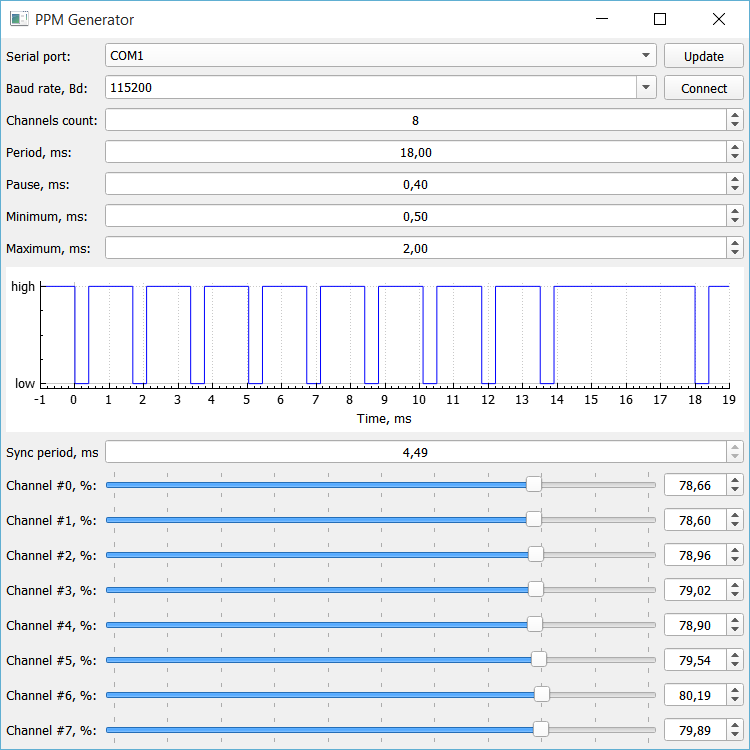 PPM Generator
Serial port: COM1 Update
Baud rate, Bd: 115200 Connect
Channels count: 8
Period, ms: 18,00
Pause, ms: 0,40
Minimum, ms: 0,50
Maximum, ms: 2,00
high
low
-1 0 1 2 3 4 5 6 7 8 9 10 11 12 13 14 15 16 17 18 19
Time, ms
Sync period, ms 4,49
Channel #0, %: 78,66
Channel #1, %: 78,60
Channel #2, %: 78,96
Channel #3, %: 79,02
Channel #4, %: 78,90
Channel #5, %: 79,54
Channel #6, %: 80,19
Channel #7, %: 79,89